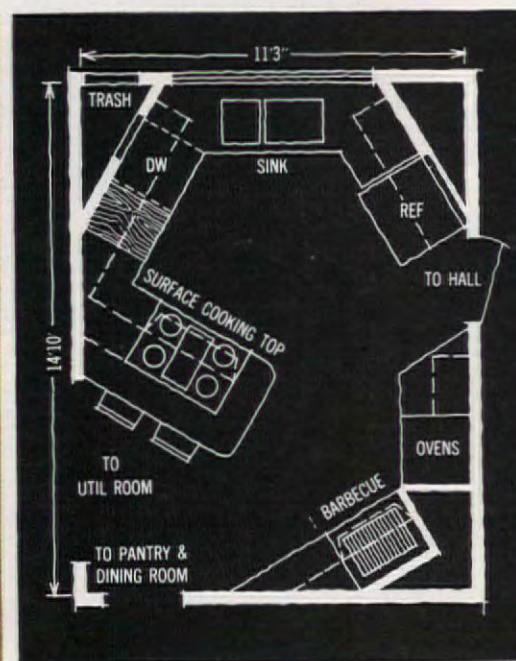 11'3"
TRASH
DW
SINK
REF
TO HALL
SURFACE COOKING TOP
14'10'
OVENS
TO
UTIL ROOM
BARBECUE
TO PANTRY &
DINING ROOM